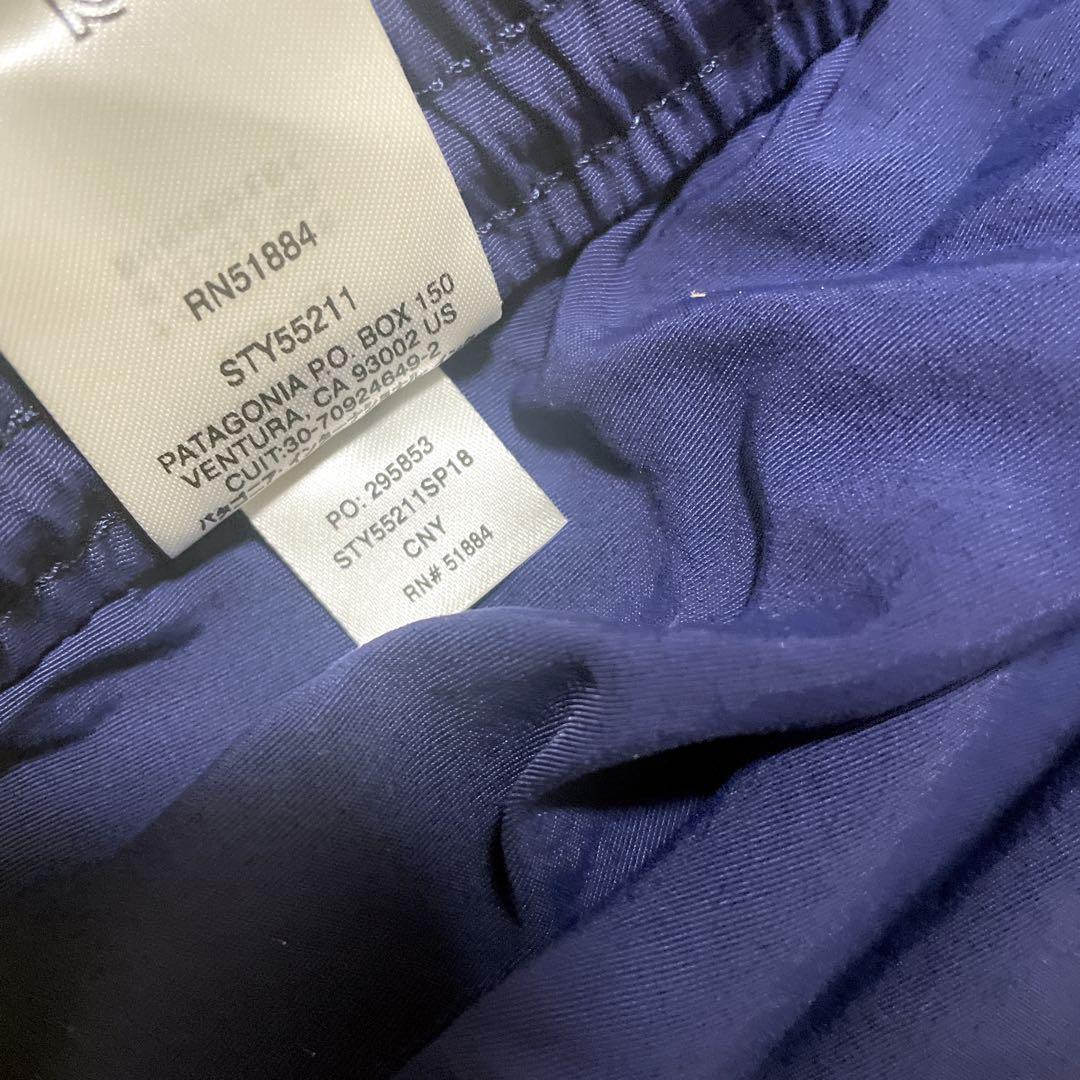 RN51884
STY55211
PATAGONIA P.O. BOX 150
VENTURA, CA 93002 US
CUIT:30-70924649-2
PO: 295853
STY55211SP18
CNY
RN# 51884